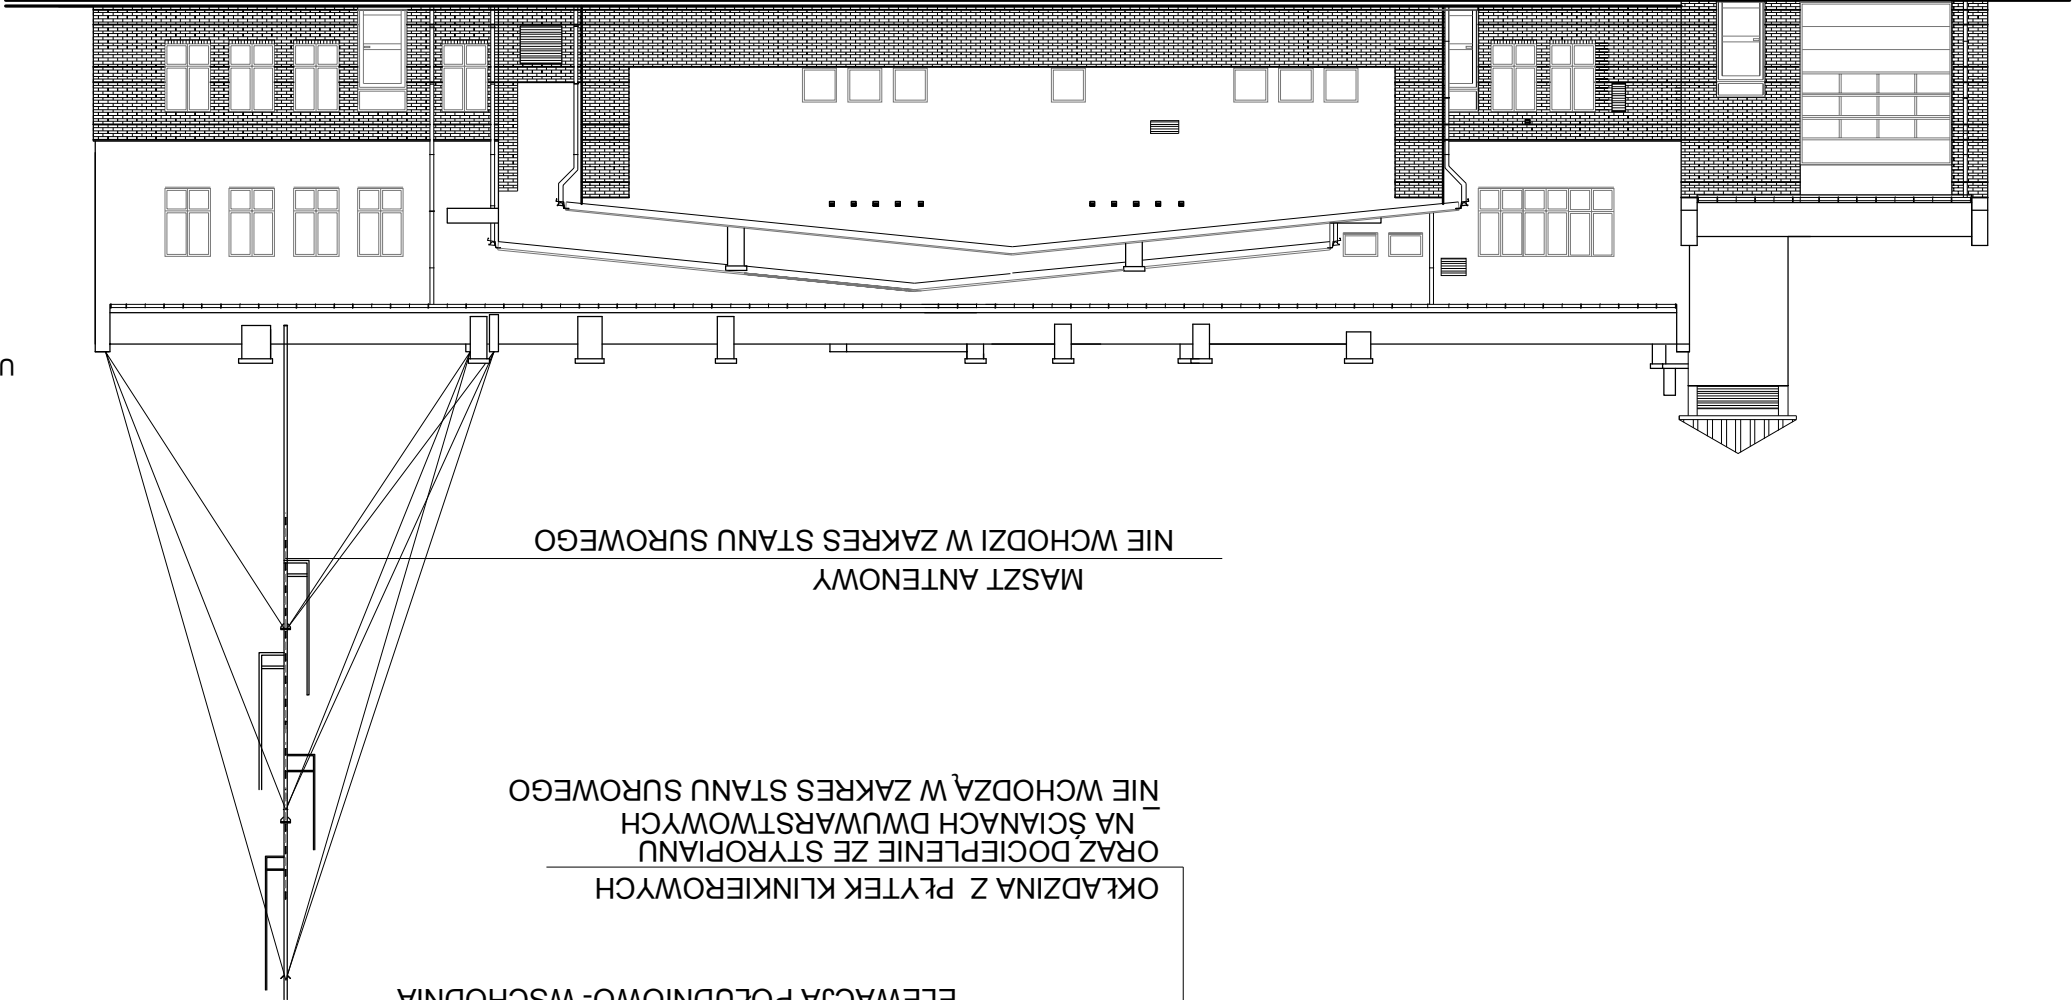 ELEWACJA POŁUDNIOWO- WSCHODNIA
OKŁADZINA Z PŁYTEK KLINKIEROWYCH
ORAZ DOCIEPLENIE ZE STYROPIANU
NA ŚCIANACH DWUWARSTWOWYCH
NIE WCHODZĄ W ZAKRES STANU SUROWEGO
MASZT ANTENOWY
NIE WCHODZI W ZAKRES STANU SUROWEGO